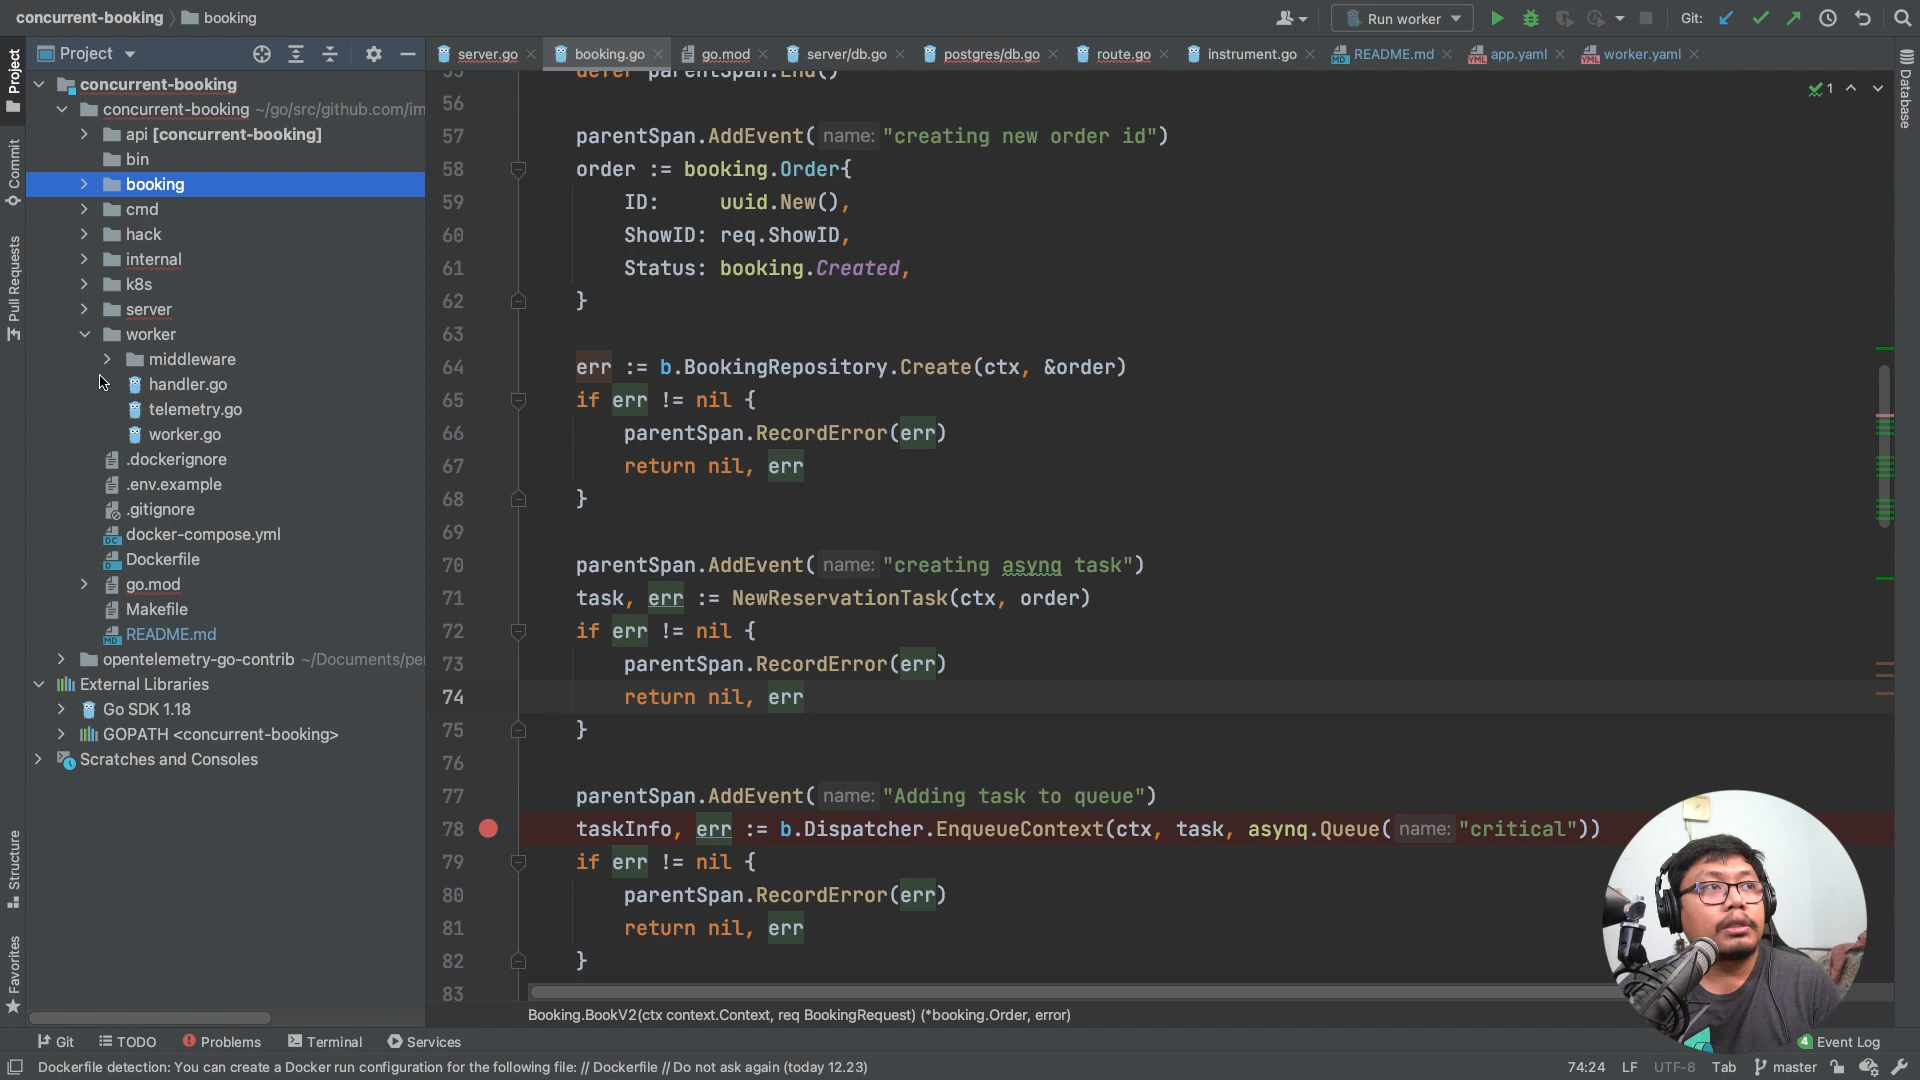 concurrent-booking
booking
Run worker
Git:
Project
server.go
booking.go
go.mod
server/db.go
postgres/db.go
route.go
instrument.go
README.md
app.yaml
worker.yaml
Project
Commit
Pull Requests
Structure
Favorites
Database
concurrent-booking
concurrent-booking ~/go/src/github.com/im
api [concurrent-booking]
bin
booking
cmd
hack
internal
k8s
server
worker
middleware
handler.go
telemetry.go
worker.go
.dockerignore
.env.example
.gitignore
docker-compose.yml
Dockerfile
go.mod
Makefile
README.md
opentelemetry-go-contrib ~/Documents/per
External Libraries
Go SDK 1.18
GOPATH <concurrent-booking>
Scratches and Consoles
1
55 defer parentSpan.End()
56
57 parentSpan.AddEvent( name: "creating new order id")
58 order := booking.Order{
59 ID: uuid.New(),
60 ShowID: req.ShowID,
61 Status: booking.Created,
62 }
63
64 err := b.BookingRepository.Create(ctx, &order)
65 if err != nil {
66 parentSpan.RecordError(err)
67 return nil, err
68 }
69
70 parentSpan.AddEvent( name: "creating asynq task")
71 task, err := NewReservationTask(ctx, order)
72 if err != nil {
73 parentSpan.RecordError(err)
74 return nil, err
75 }
76
77 parentSpan.AddEvent( name: "Adding task to queue")
78 taskInfo, err := b.Dispatcher.EnqueueContext(ctx, task, asynq.Queue( name: "critical"))
79 if err != nil {
80 parentSpan.RecordError(err)
81 return nil, err
82 }
83
Booking.BookV2(ctx context.Context, req BookingRequest) (*booking.Order, error)
Git
TODO
Problems
Terminal
Services
4 Event Log
Dockerfile detection: You can create a Docker run configuration for the following file: // Dockerfile // Do not ask again (today 12.23)
74:24 LF UTF-8 Tab master